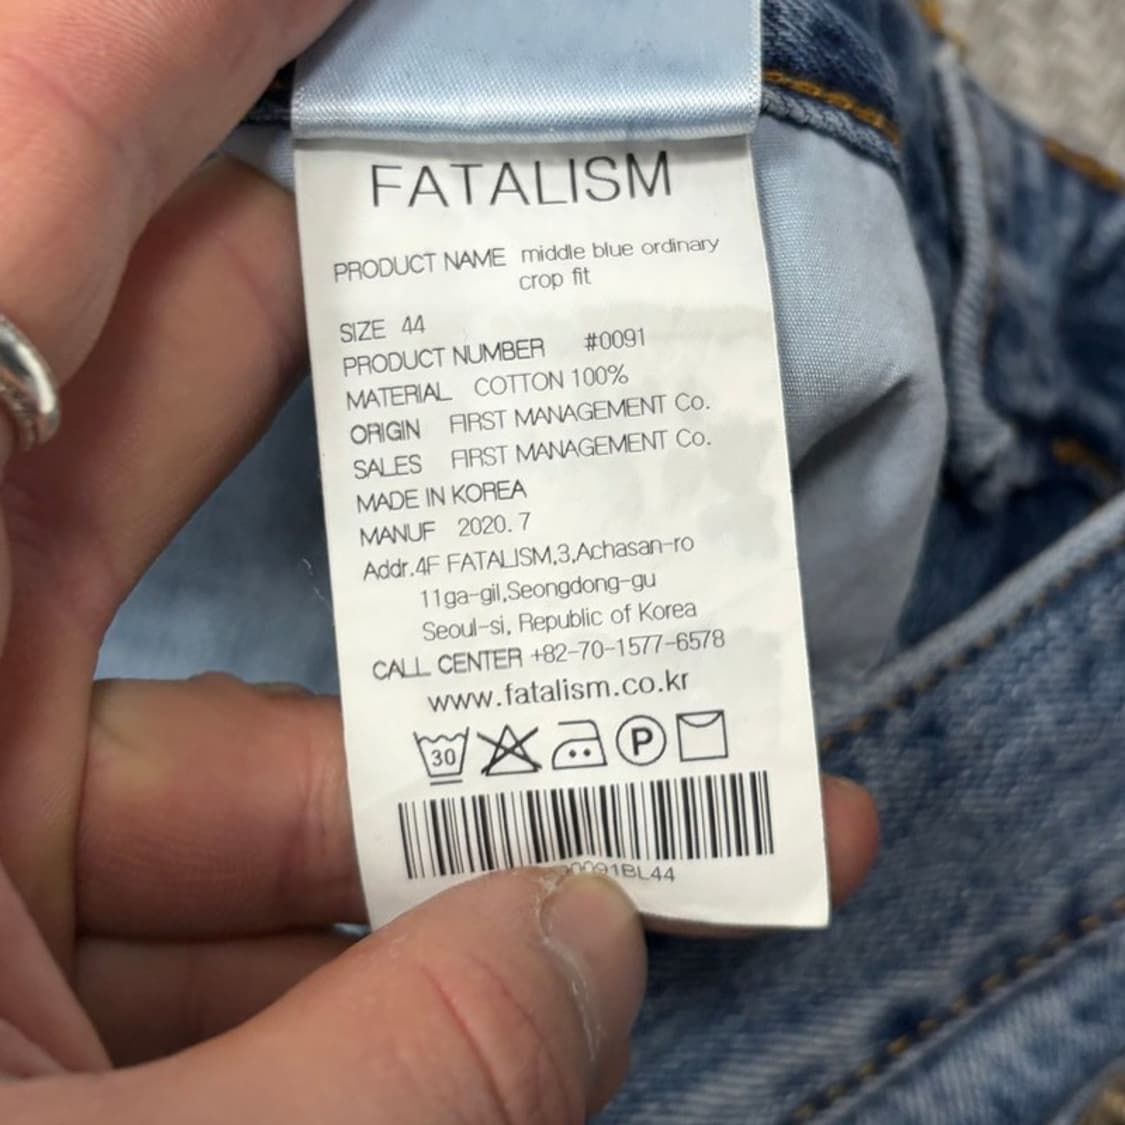 FATALISM
PRODUCT NAME middle blue ordinary
crop fit
SIZE 44
PRODUCT NUMBER #0091
MATERIAL COTTON 100%
ORIGIN FIRST MANAGEMENT Co.
SALES FIRST MANAGEMENT Co.
MADE IN KOREA
MANUF 2020. 7
Addr.4F FATALISM,3,Achasan-ro
11ga-gil,Seongdong-gu
Seoul-si, Republic of Korea
CALL CENTER +82-70-1577-6578
www.fatalism.co.kr
30 P